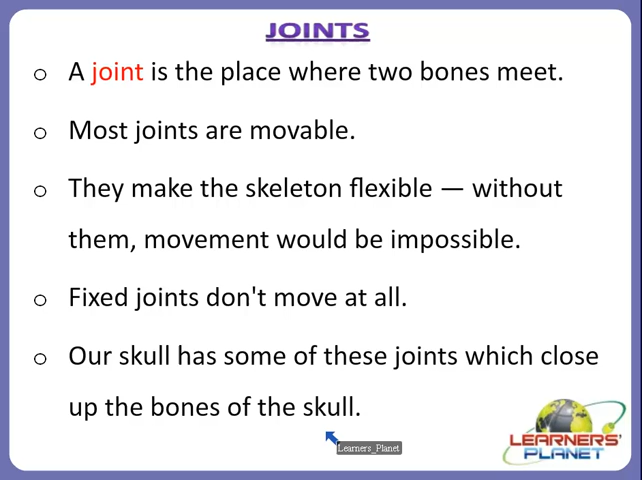 JOINTS
o A joint is the place where two bones meet.
o Most joints are movable.
o They make the skeleton flexible — without
them, movement would be impossible.
o Fixed joints don't move at all.
o Our skull has some of these joints which close
up the bones of the skull.
Learners_Planet
LEARNERS'
PLANET